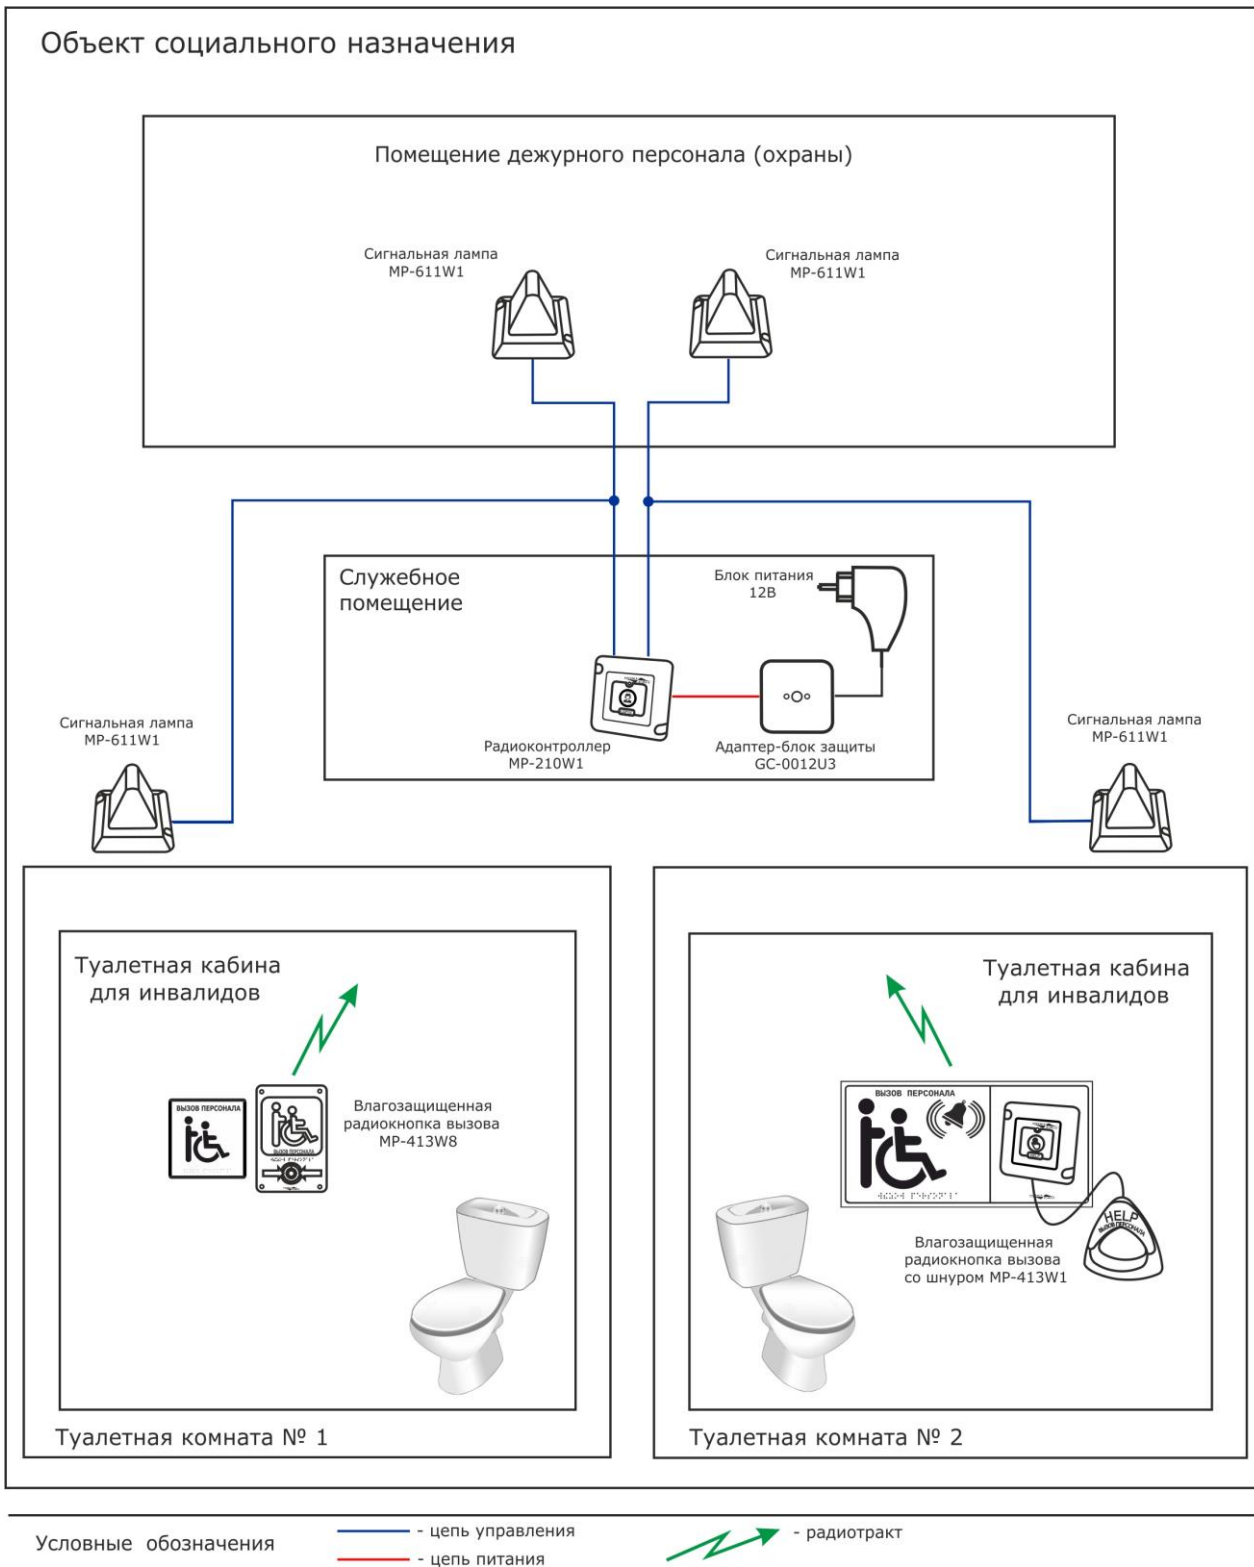 Объект социального назначения
Помещение дежурного персонала (охраны)
Сигнальная лампа
MP-611W1
Сигнальная лампа
MP-611W1
Служебное
помещение
Блок питания
12В
Радиоконтроллер
MP-210W1
Адаптер-блок защиты
GC-0012U3
Сигнальная лампа
MP-611W1
Сигнальная лампа
MP-611W1
Туалетная кабина
для инвалидов
ВЫЗОВ ПЕРСОНАЛА
ВЫЗОВ ПЕРСОНАЛА
Влагозащищенная
радиокнопка вызова
MP-413W8
Туалетная комната № 1
Туалетная кабина
для инвалидов
ВЫЗОВ ПЕРСОНАЛА
HELP
ВЫЗОВ ПЕРСОНАЛА
Влагозащищенная
радиокнопка вызова
со шнуром MP-413W1
Туалетная комната № 2
Условные обозначения
- цепь управления
- цепь питания
- радиотракт